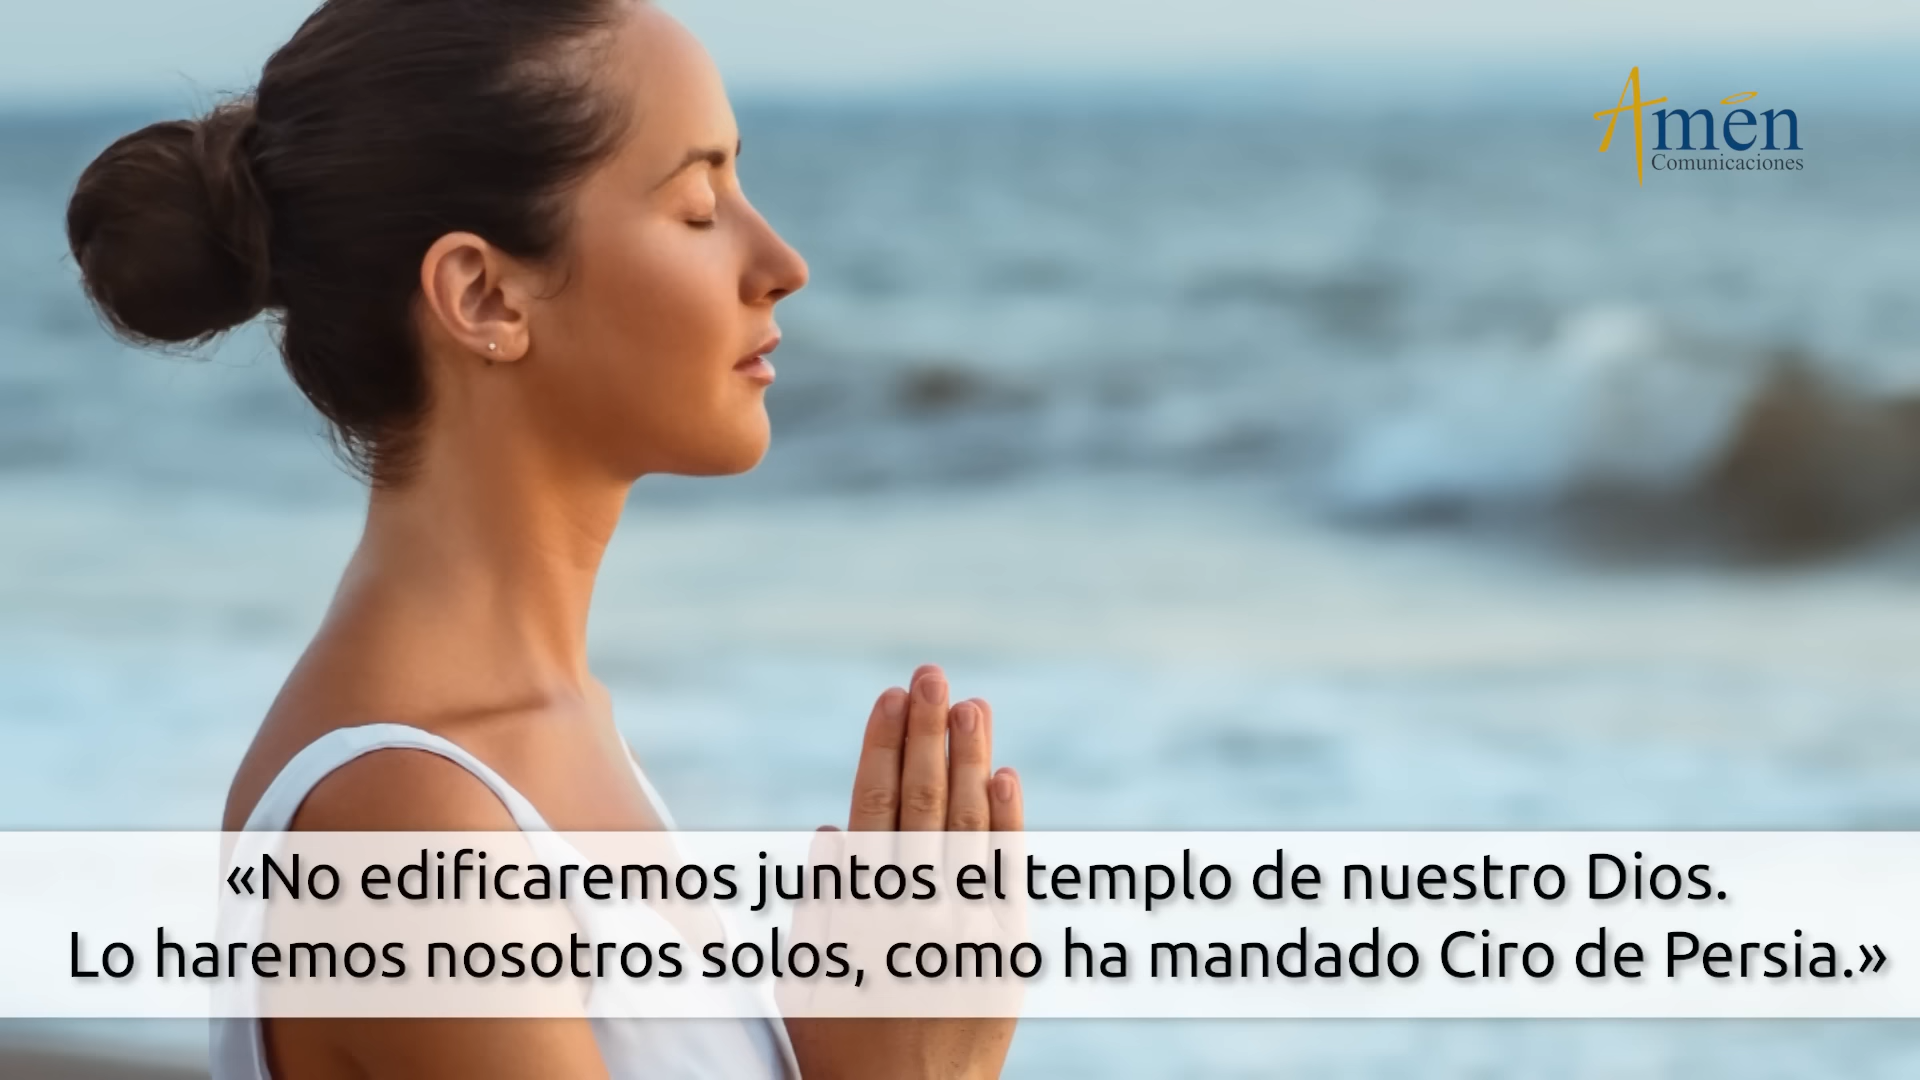 Amén
Comunicaciones
«No edificaremos juntos el templo de nuestro Dios.
Lo haremos nosotros solos, como ha mandado Ciro de Persia.»